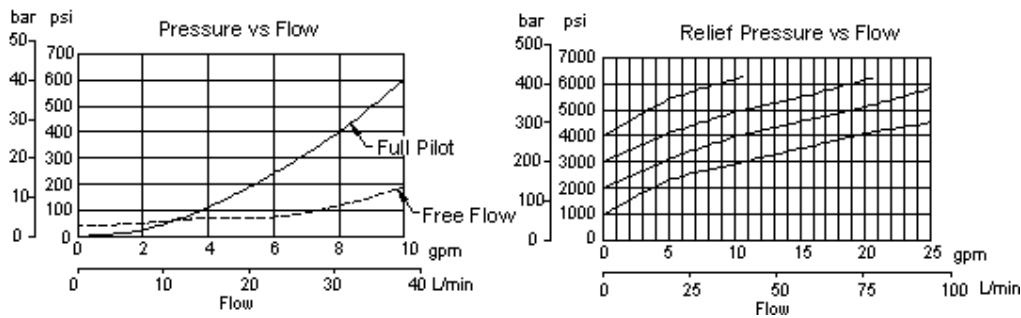 bar psi
Pressure vs Flow
50
40
30
20
10
0
700
600
500
400
300
200
100
0
Full Pilot
Free Flow
0 2 4 6 8 10 gpm
0 10 20 30 40 L/min
Flow
bar psi
Relief Pressure vs Flow
500
400
300
200
100
0
7000
6000
5000
4000
3000
2000
1000
0
0 5 10 15 20 25
gpm
0 25 50 75 100 L/min
Flow